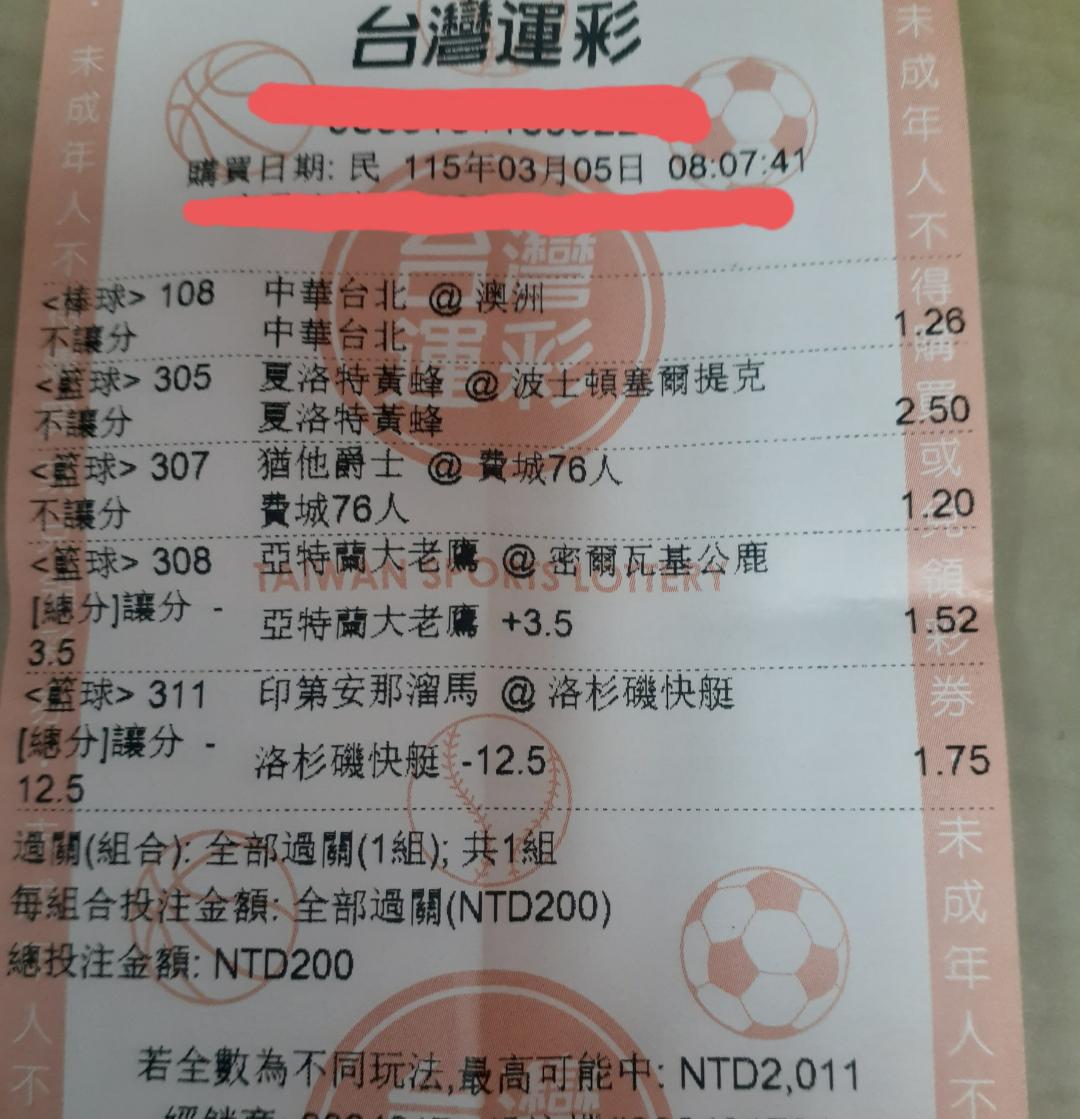 台灣運彩
購買日期: 民 115年03月05日 08:07:41
<棒球> 108 中華台北 @ 澳洲
不讓分 中華台北 1.26
<籃球> 305 夏洛特黃蜂 @ 波士頓塞爾提克
不讓分 夏洛特黃蜂 2.50
<籃球> 307 猶他爵士 @ 費城76人
不讓分 費城76人 1.20
<籃球> 308 亞特蘭大老鷹 @ 密爾瓦基公鹿
TAIWAN SPORTS LOTTERY
[總分]讓分 - 亞特蘭大老鷹 +3.5 1.52
3.5
<籃球> 311 印第安那溜馬 @ 洛杉磯快艇
[總分]讓分 - 洛杉磯快艇 -12.5 1.75
12.5
過關(組合): 全部過關(1組); 共1組
每組合投注金額: 全部過關(NTD200)
總投注金額: NTD200
若全數為不同玩法,最高可能中: NTD2,011
台灣
運彩
未成年人不
未成年人不得購買或兌領彩券
未成年人不
人不